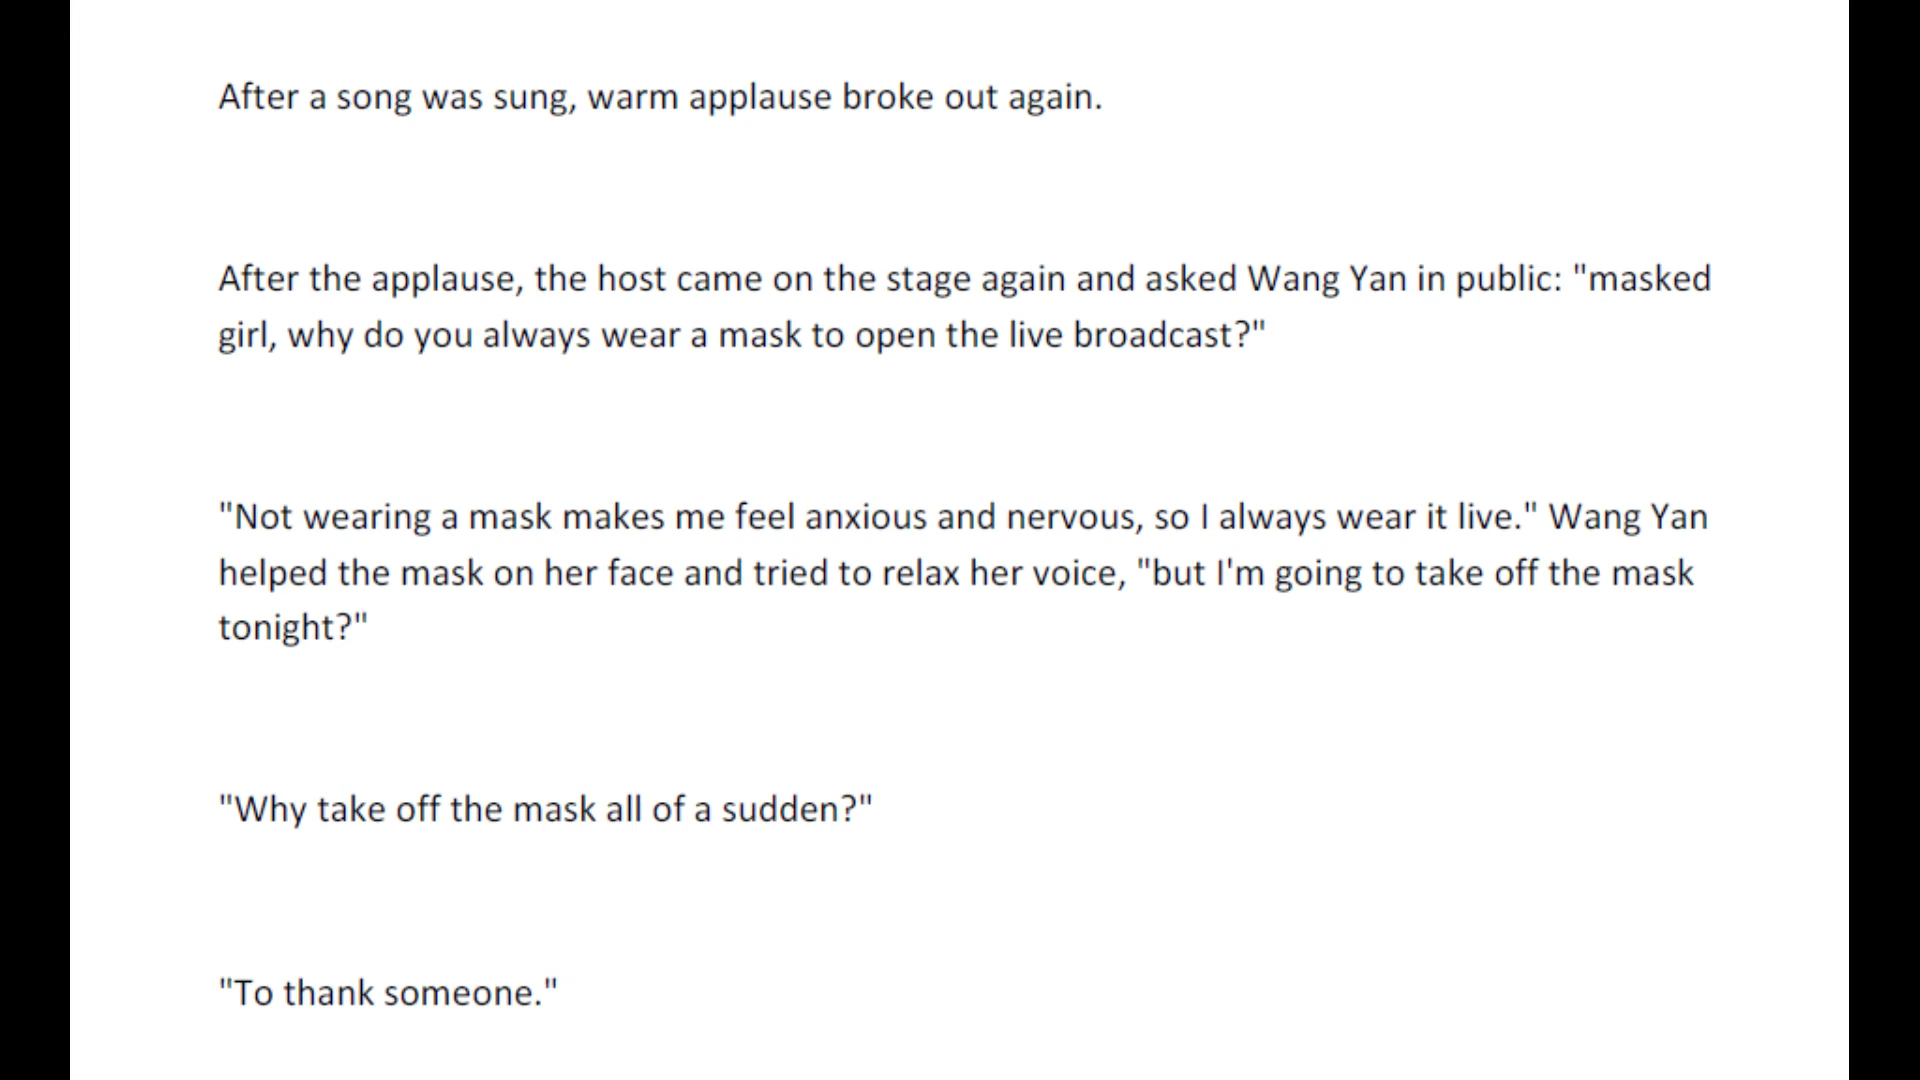 After a song was sung, warm applause broke out again.
After the applause, the host came on the stage again and asked Wang Yan in public: "masked
girl, why do you always wear a mask to open the live broadcast?"
"Not wearing a mask makes me feel anxious and nervous, so I always wear it live." Wang Yan
helped the mask on her face and tried to relax her voice, "but I'm going to take off the mask
tonight?"
"Why take off the mask all of a sudden?"
"To thank someone."